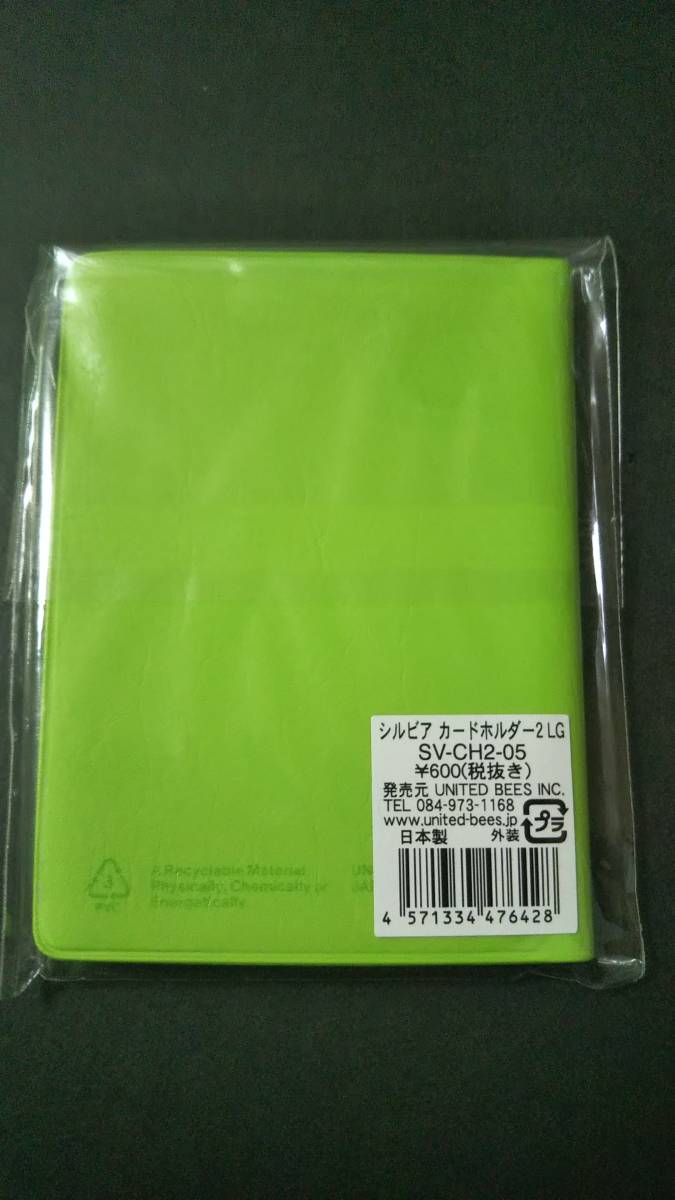 シルビア カードホルダー2 LG
SV-CH2-05
¥600(税抜き)
発売元 UNITED BEES INC.
TEL 084-973-1168
www.united-bees.jp
日本製 外装 プラ
4 571334 476428
3
PVC
A Recyclable Material
Physically, Chemically or
Energetically